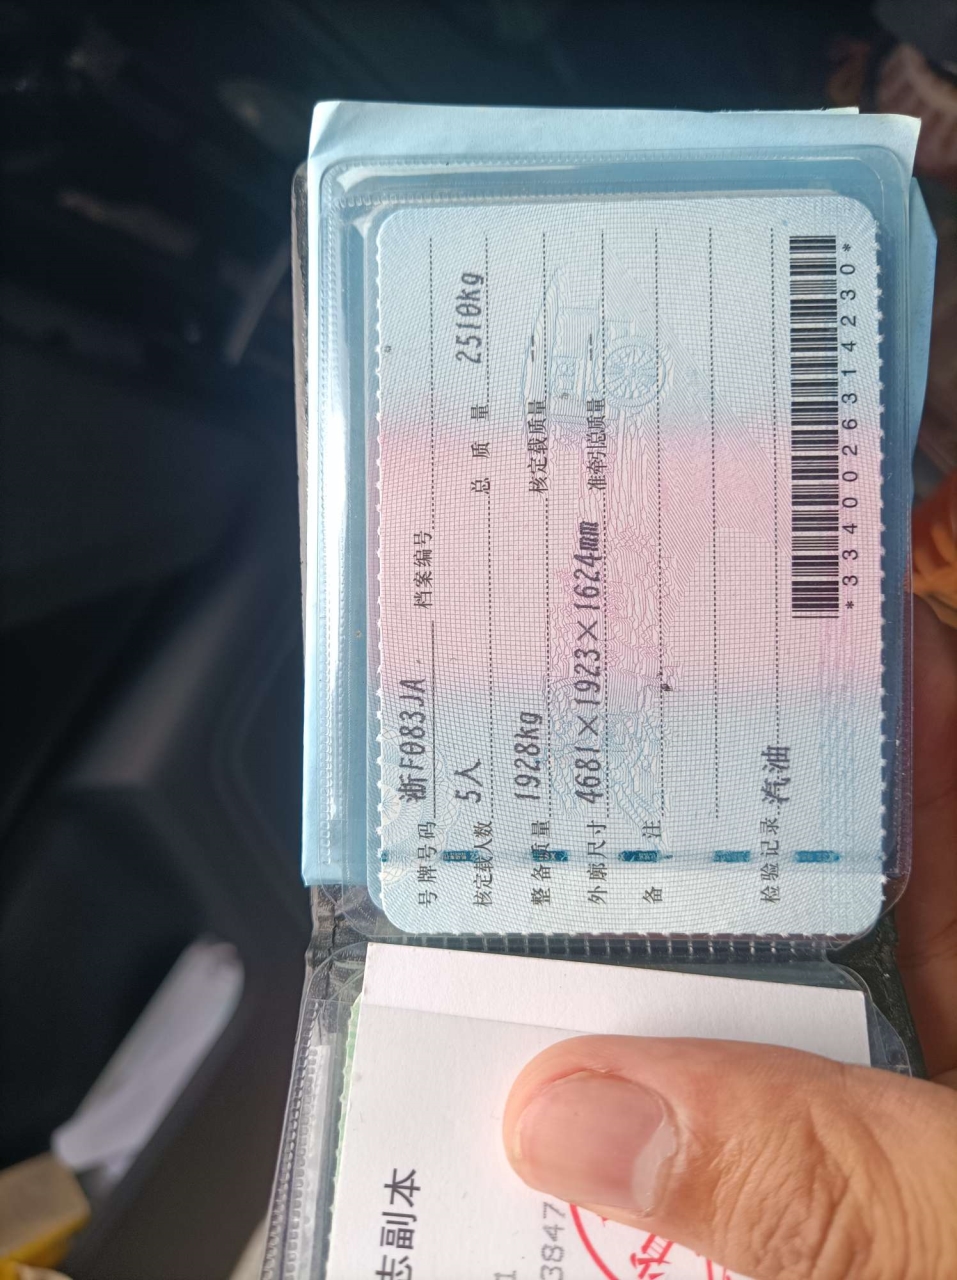 号牌号码 浙F083JA 档案编号
核定载人数 5人 总质量 2510kg
整备质量 1928kg 核定载质量 --
外廓尺寸 4681×1923×1624mm 准牵引总质量 --
备注
检验记录 汽油
*3340026314230*
志副本
3847